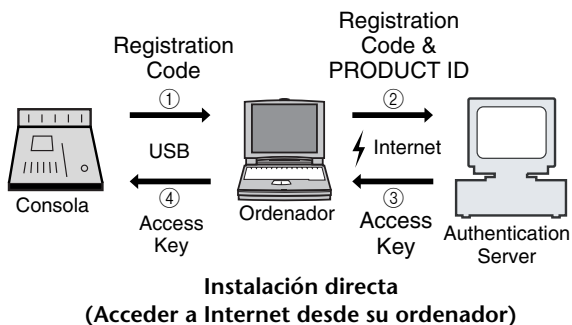 Registration
Code
①
Registration
Code &
PRODUCT ID
②
USB
Internet
④
Access
Key
③
Access
Key
Consola
Ordenador
Authentication
Server
Instalación directa
(Acceder a Internet desde su ordenador)